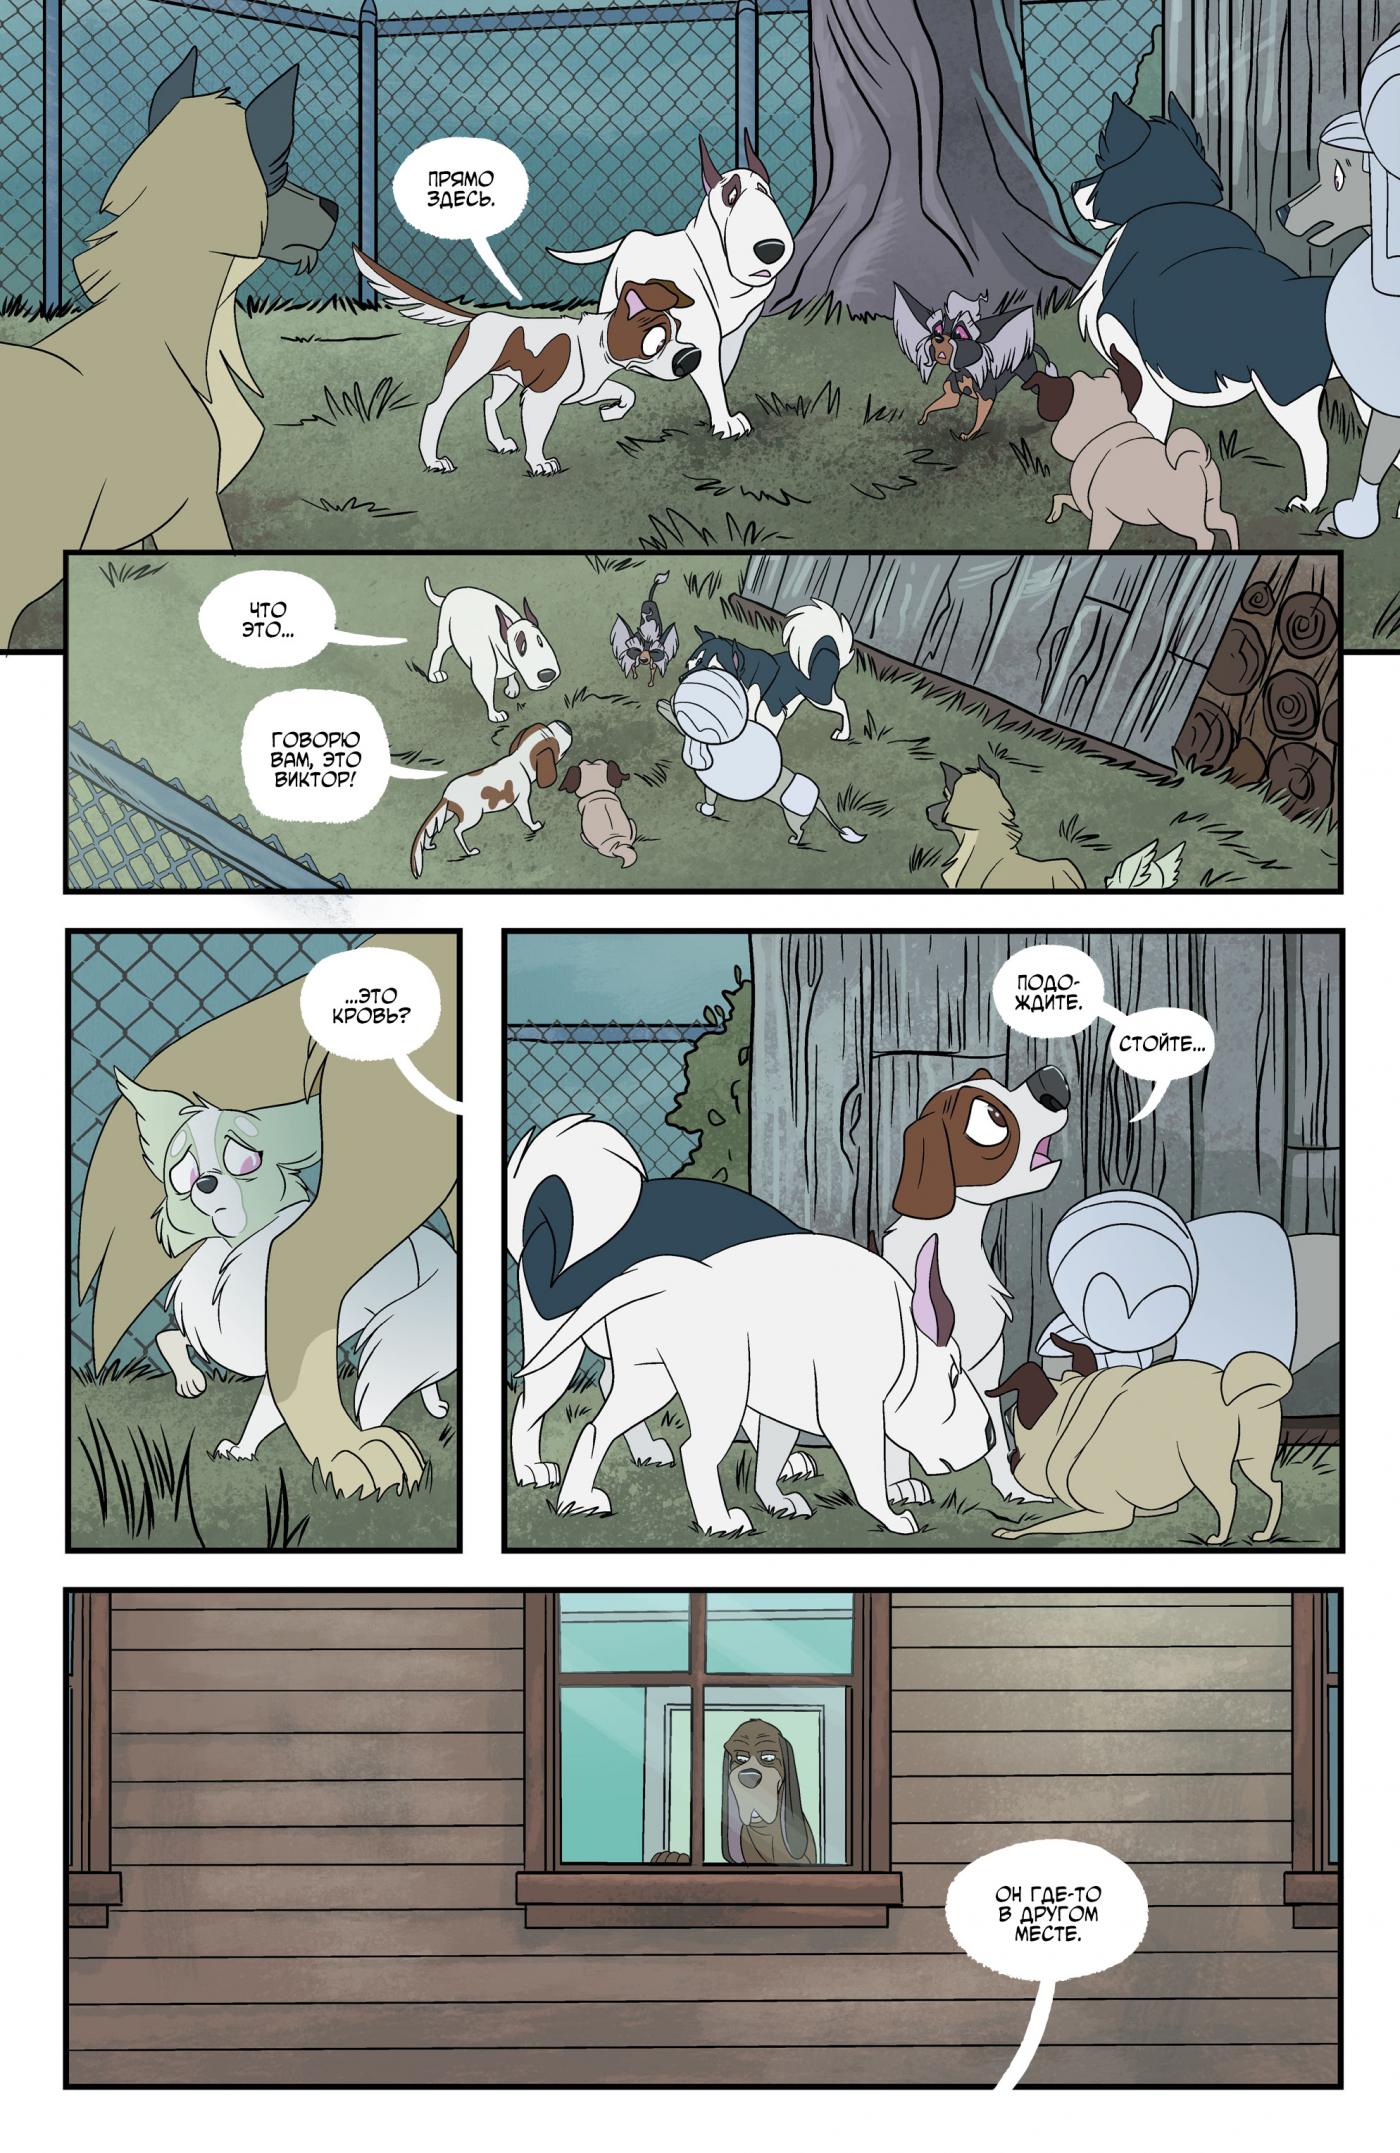 ПРЯМО
ЗДЕСЬ.
ЧТО
ЭТО...
ГОВОРЮ
ВАМ, ЭТО
ВИКТОР!
...ЭТО
КРОВЬ?
ПОДО-
ЖДИТЕ.
СТОЙТЕ...
ОН ГДЕ-ТО
В ДРУГОМ
МЕСТЕ.